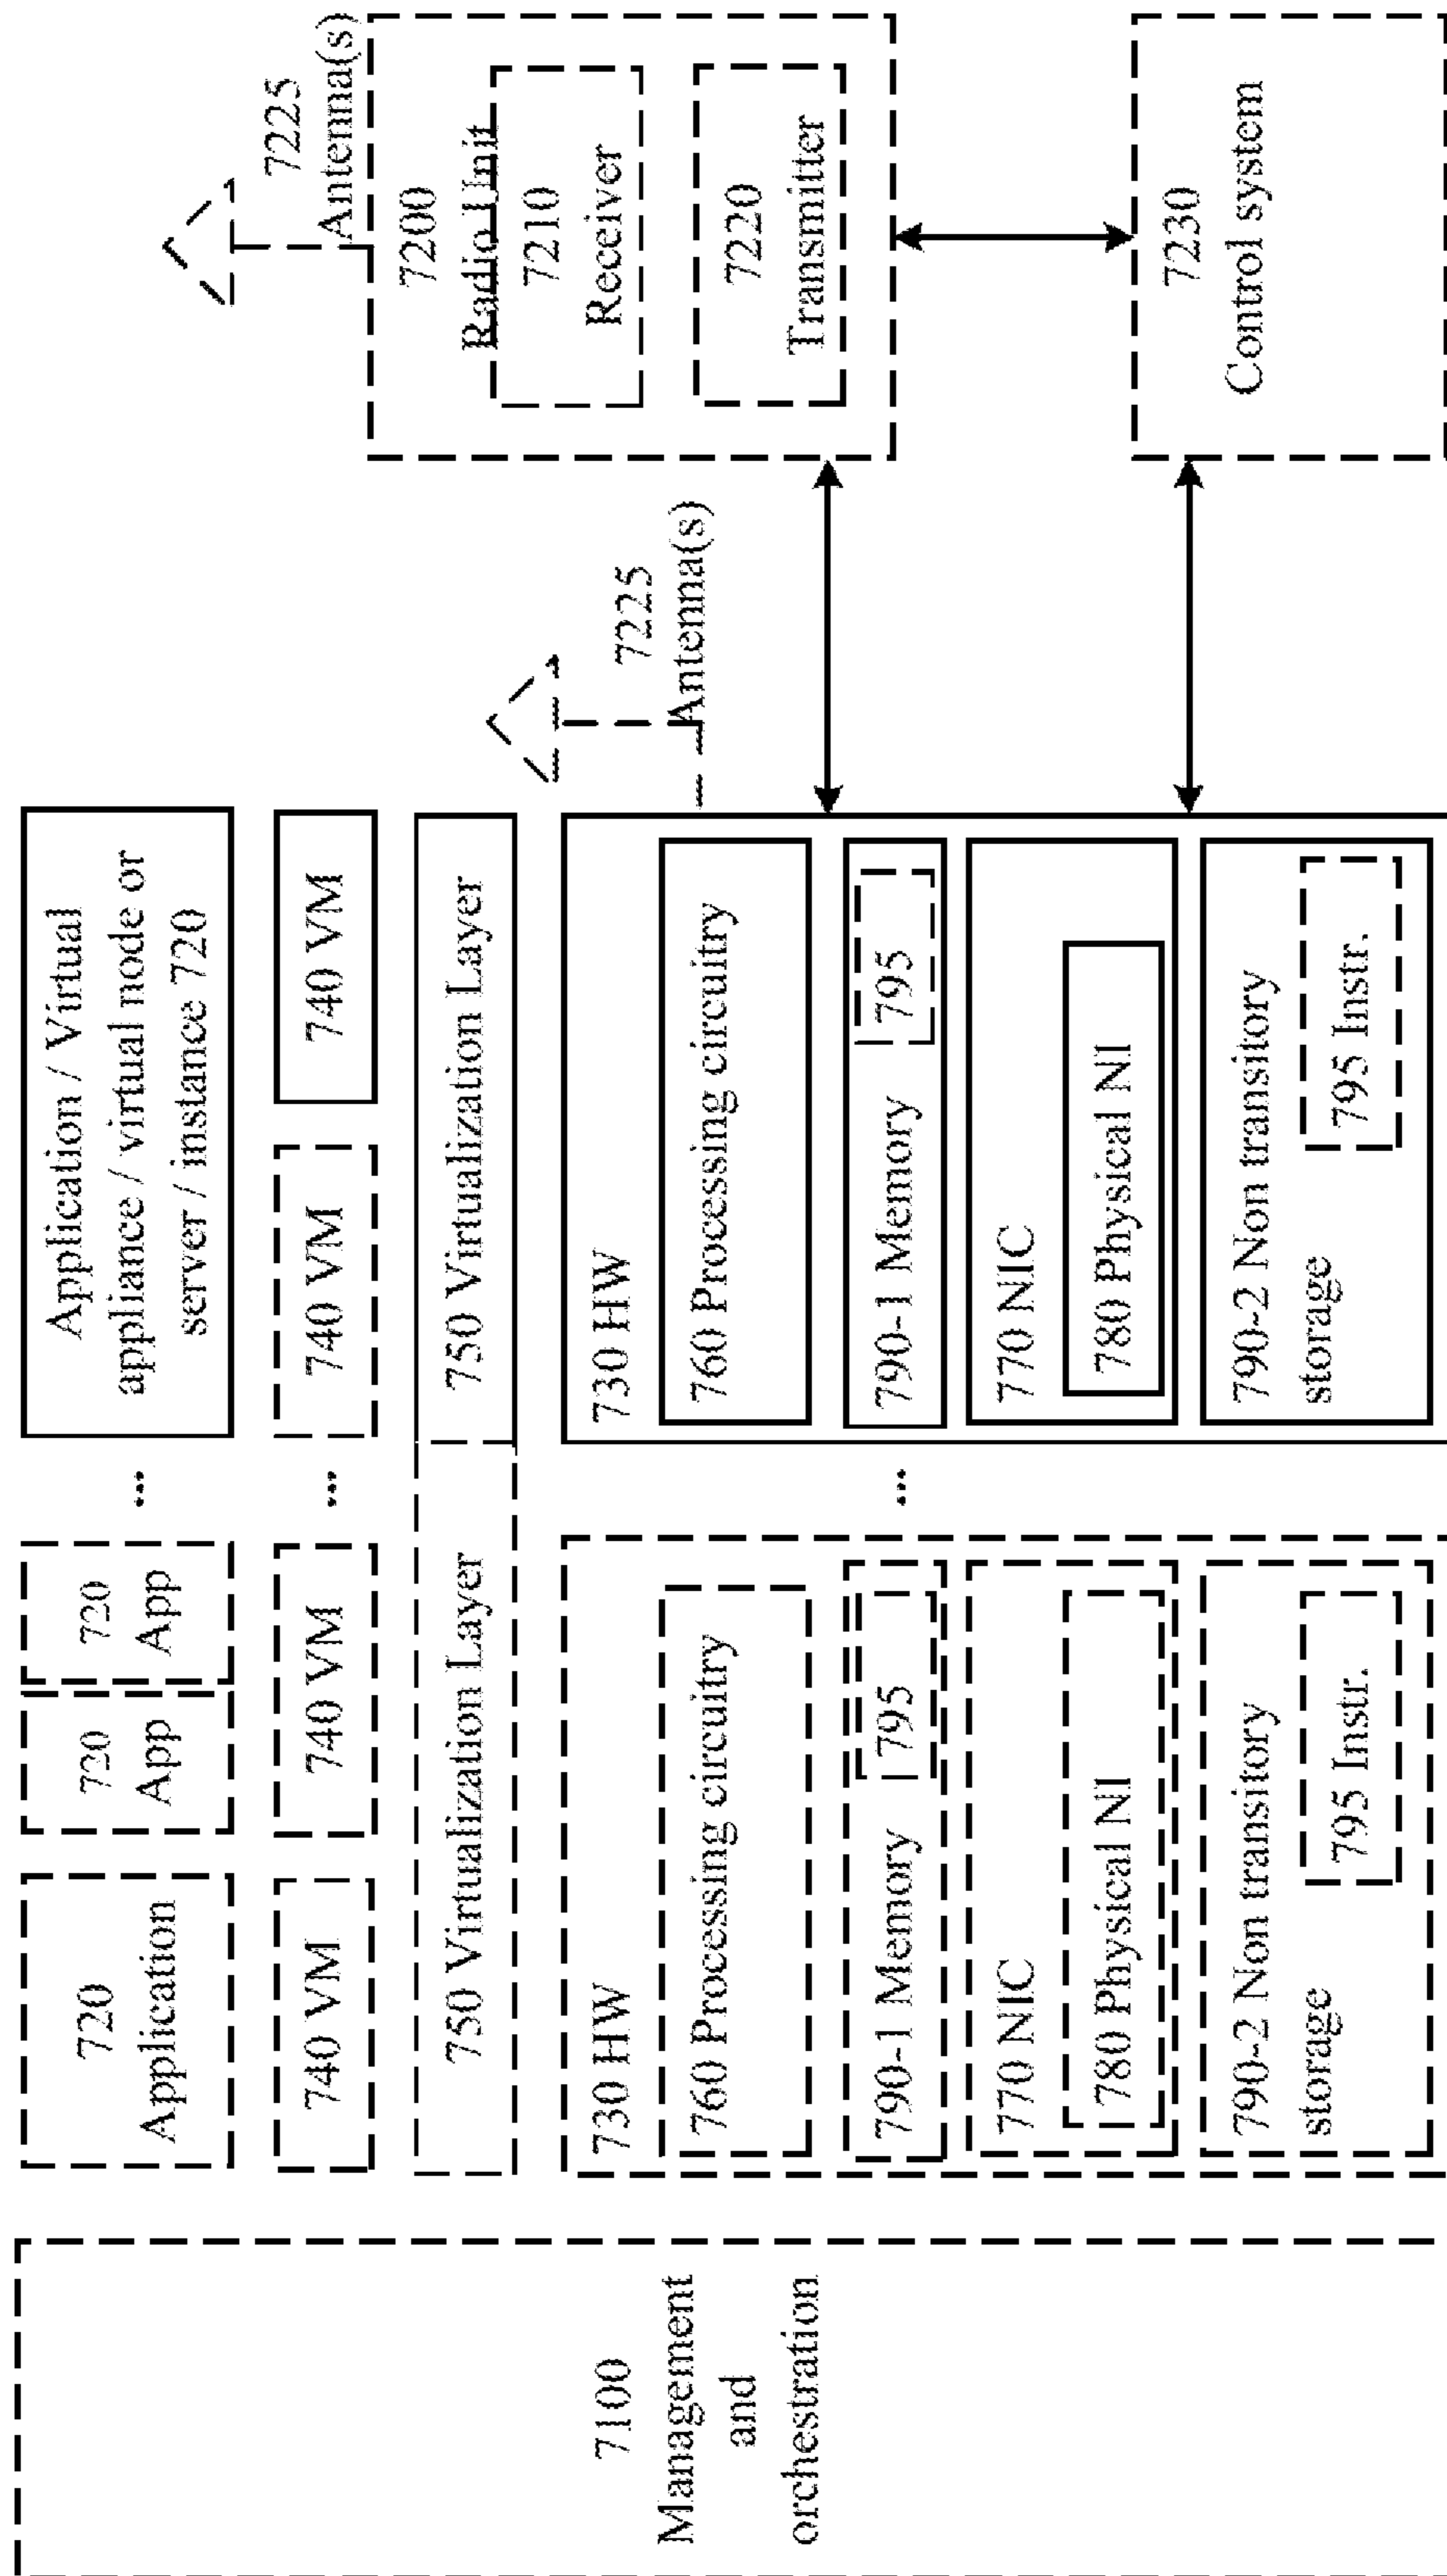 7100
Management
and
orchestration
720
Application
720
App
720
App
...
Application / Virtual
appliance / virtual node or
server / instance 720
740 VM
740 VM
...
740 VM
740 VM
750 Virtualization Layer
750 Virtualization Layer
730 HW
760 Processing circuitry
790-1 Memory
795
770 NIC
780 Physical NI
790-2 Non transitory
storage
795 Instr.
...
730 HW
760 Processing circuitry
790-1 Memory
795
770 NIC
780 Physical NI
790-2 Non transitory
storage
795 Instr.
7225
Antenna(s)
7225
Antenna(s)
7200
Radio Unit
7210
Receiver
7220
Transmitter
7230
Control system